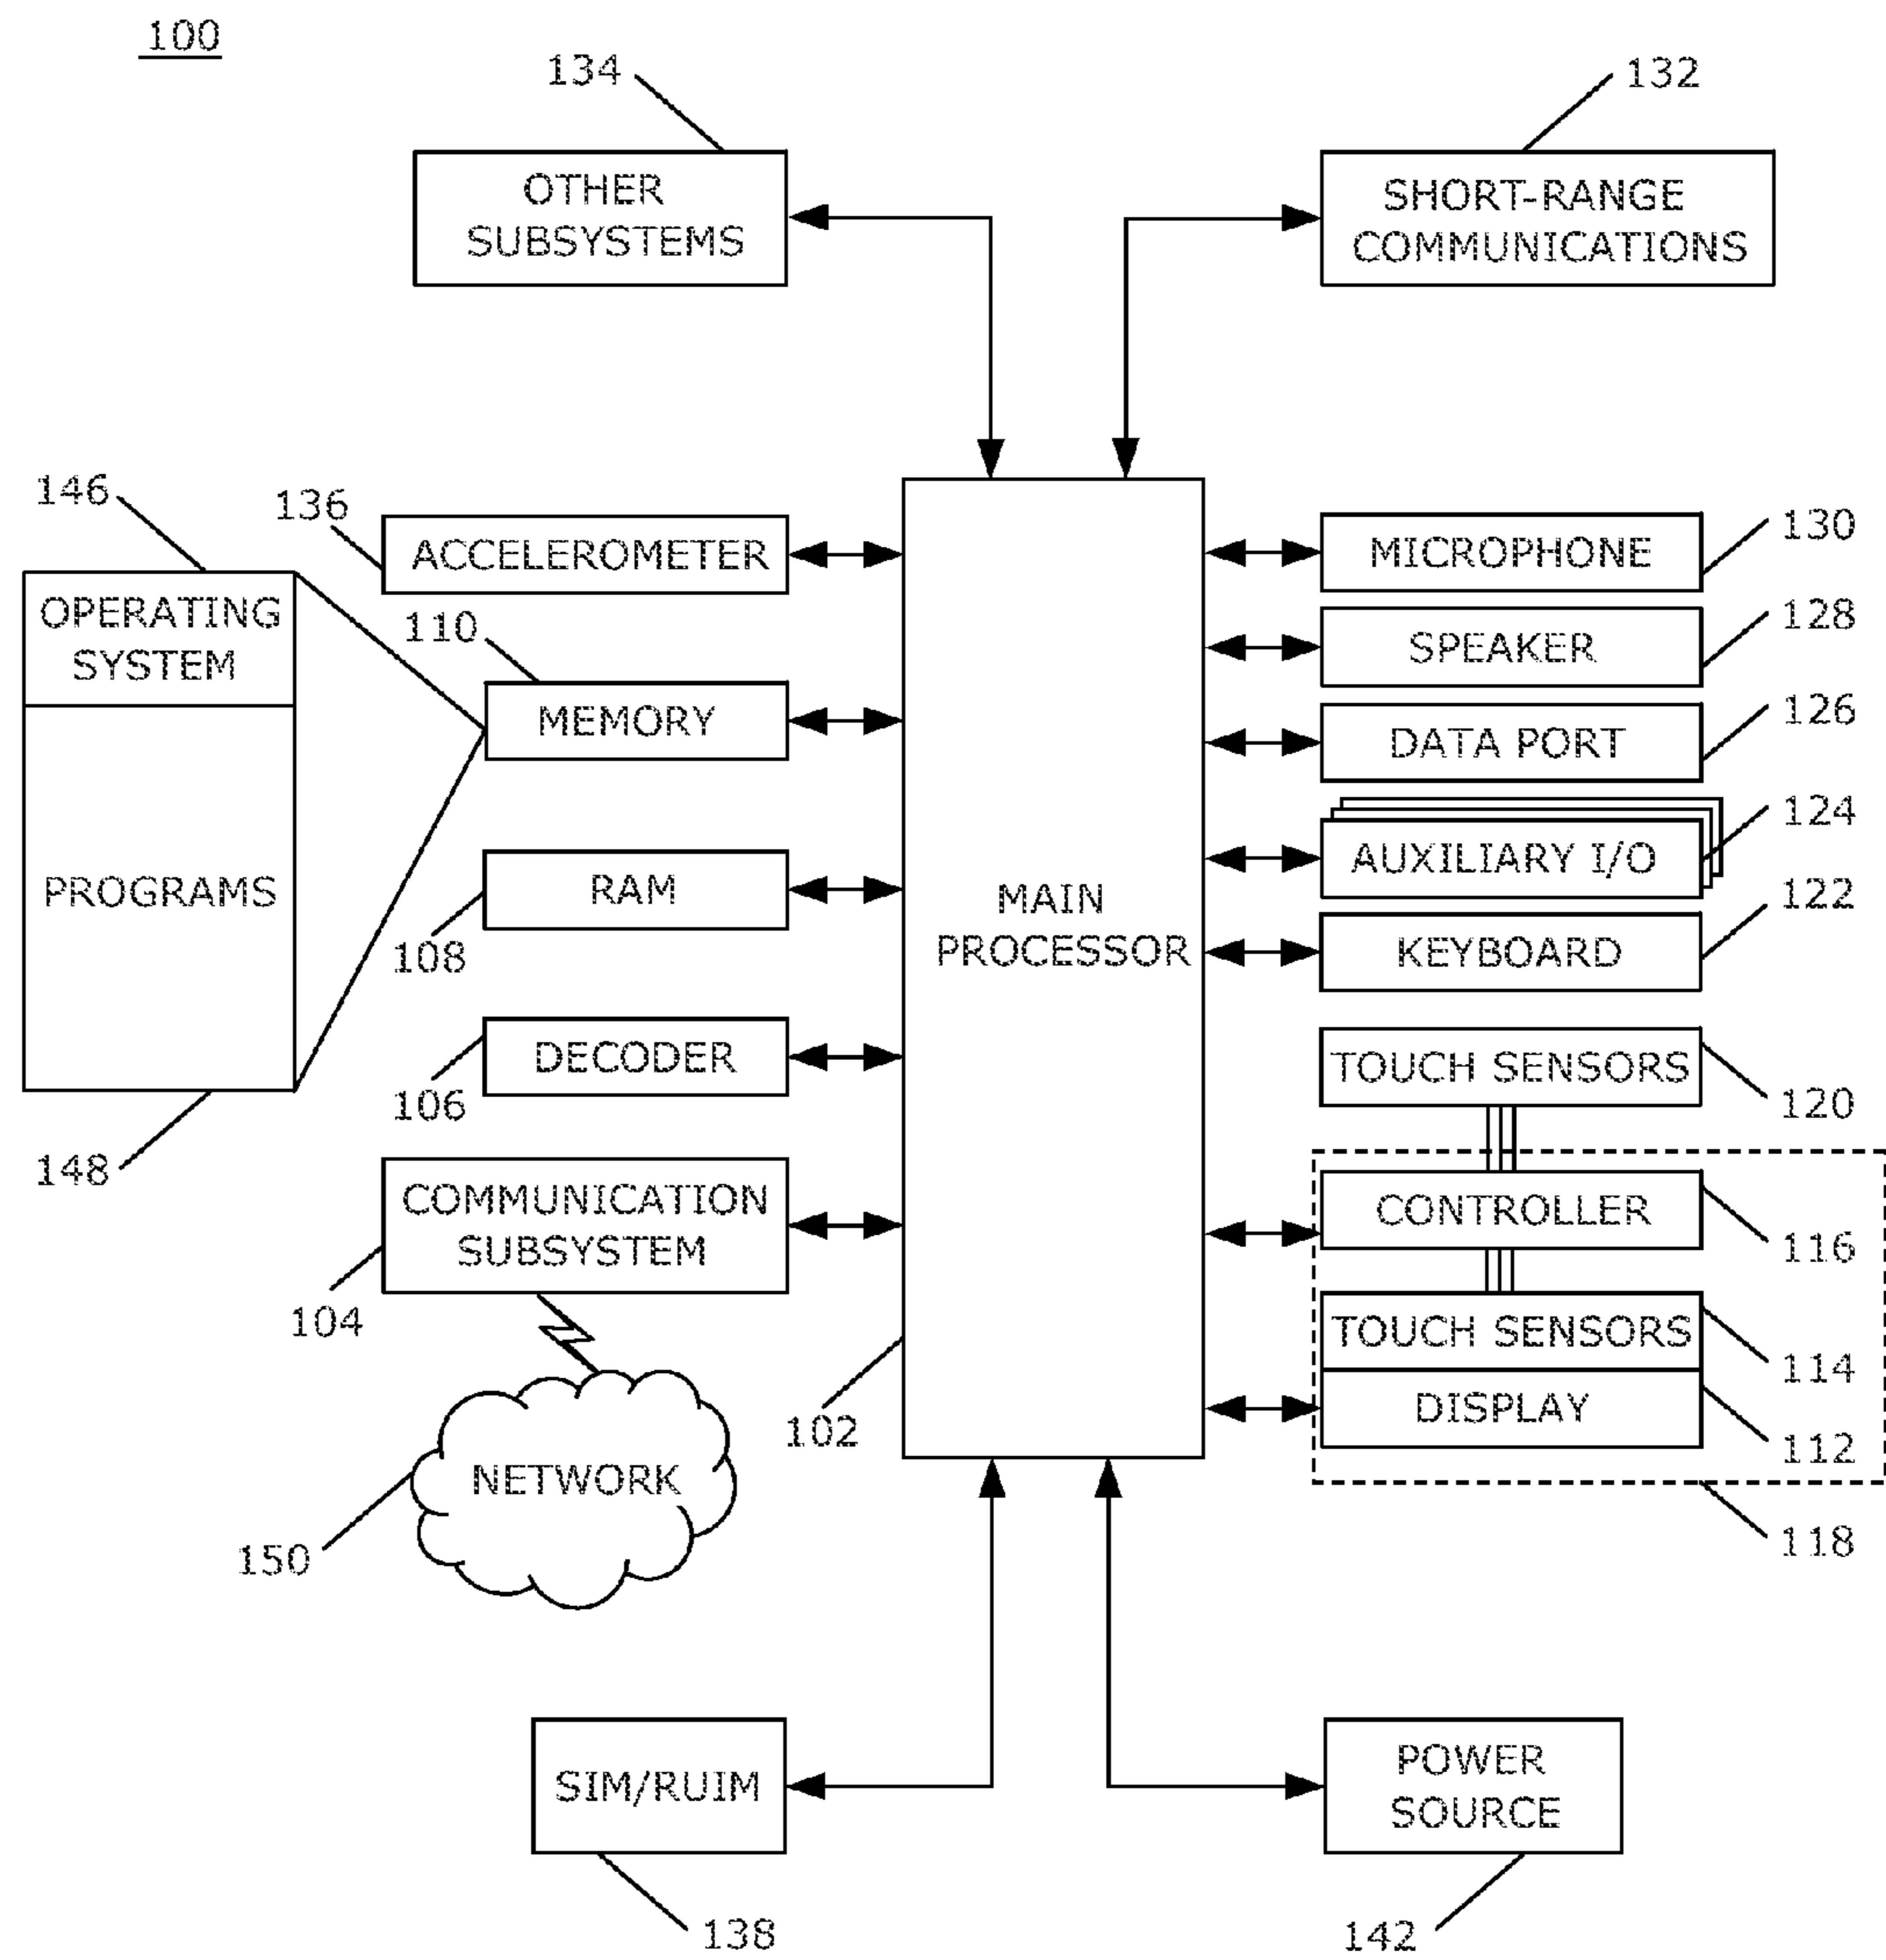 100
134
132
OTHER
SUBSYSTEMS
SHORT-RANGE
COMMUNICATIONS
146
136
ACCELEROMETER
MICROPHONE
130
OPERATING
SYSTEM
110
SPEAKER
128
MEMORY
DATA PORT
126
PROGRAMS
RAM
108
MAIN
PROCESSOR
AUXILIARY I/O
124
KEYBOARD
122
DECODER
106
TOUCH SENSORS
120
148
COMMUNICATION
SUBSYSTEM
104
CONTROLLER
116
TOUCH SENSORS
114
DISPLAY
112
102
NETWORK
150
118
SIM/RUIM
138
POWER
SOURCE
142